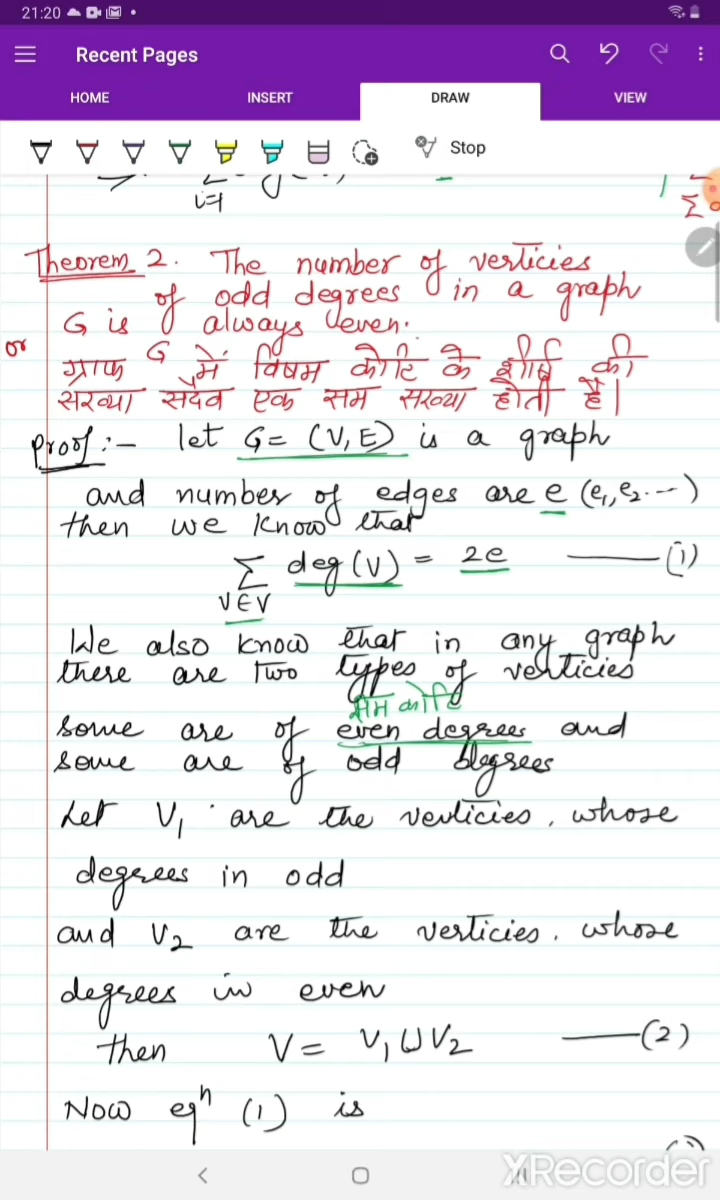 21:20
Recent Pages
HOME INSERT DRAW VIEW
Stop
i=1
Σ
Theorem 2. The number of verticies
of odd degrees in a graph
G is always even.
or
ग्राफ G में विषम कोटि के शीर्ष की
सख्या सदैव एक सम सख्या होती है।
Proof:- let G = (V, E) is a graph
and number of edges are e (e1, e2 ...)
then we know that
Σ deg(V) = 2e —— (1)
V∈V
We also know that in any graph
there are two types of verticies
सम कोटि
some are of even degrees and
some are of odd degrees
Let V1 are the verticies, whose
degrees in odd
and V2 are the verticies, whose
degrees in even
then V = V1 ∪ V2 —— (2)
Now eqn (1) is
XRecorder